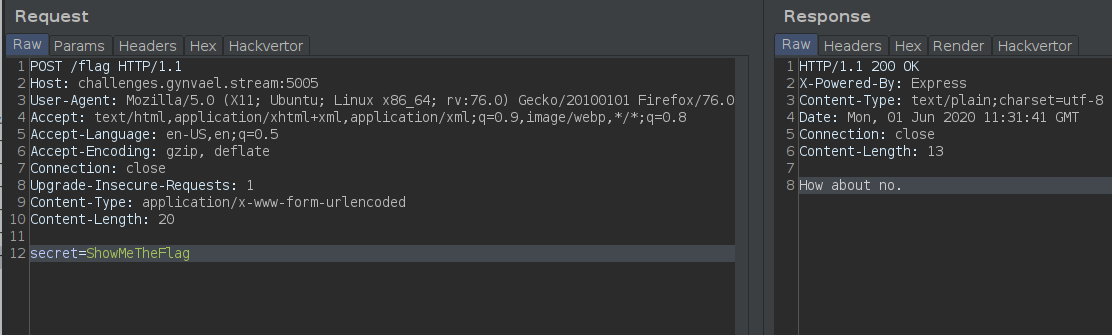 Request
Raw Params Headers Hex Hackvertor
1 POST /flag HTTP/1.1
2 Host: challenges.gynvael.stream:5005
3 User-Agent: Mozilla/5.0 (X11; Ubuntu; Linux x86_64; rv:76.0) Gecko/20100101 Firefox/76.0
4 Accept: text/html,application/xhtml+xml,application/xml;q=0.9,image/webp,*/*;q=0.8
5 Accept-Language: en-US,en;q=0.5
6 Accept-Encoding: gzip, deflate
7 Connection: close
8 Upgrade-Insecure-Requests: 1
9 Content-Type: application/x-www-form-urlencoded
10 Content-Length: 20
11
12 secret=ShowMeTheFlag
Response
Raw Headers Hex Render Hackvertor
1 HTTP/1.1 200 OK
2 X-Powered-By: Express
3 Content-Type: text/plain;charset=utf-8
4 Date: Mon, 01 Jun 2020 11:31:41 GMT
5 Connection: close
6 Content-Length: 13
7
8 How about no.